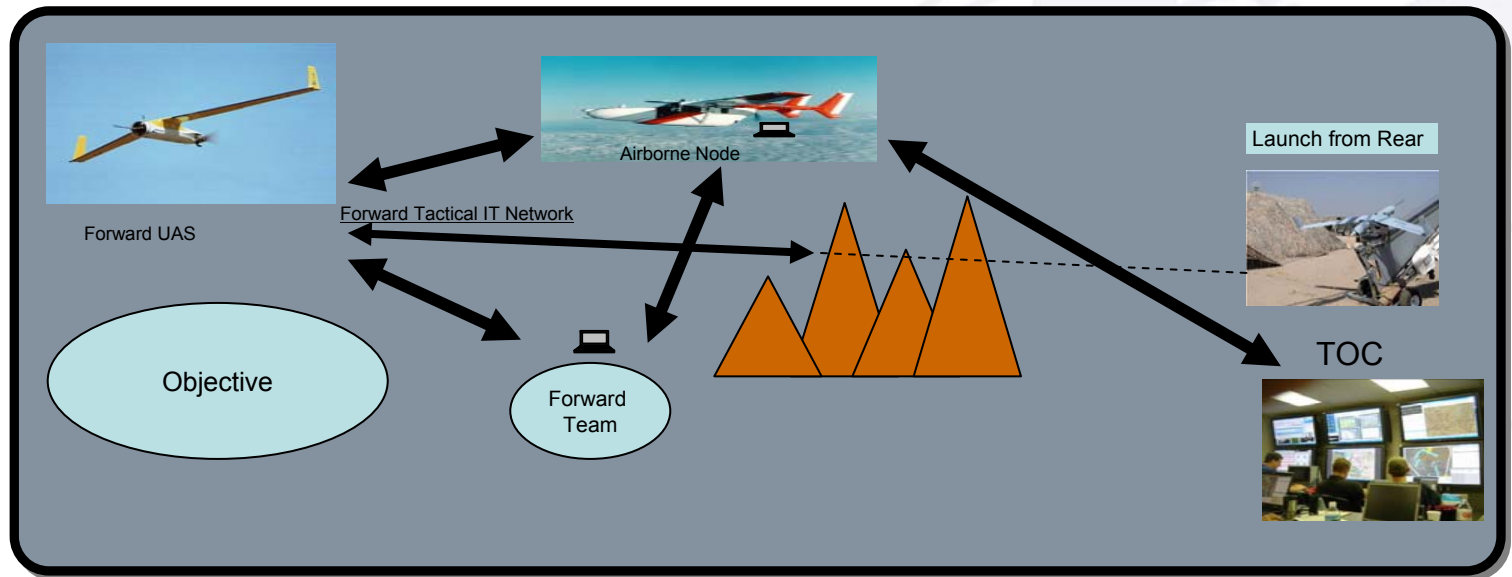 Airborne Node
Launch from Rear
Forward Tactical IT Network
Forward UAS
TOC
Objective
Forward
Team